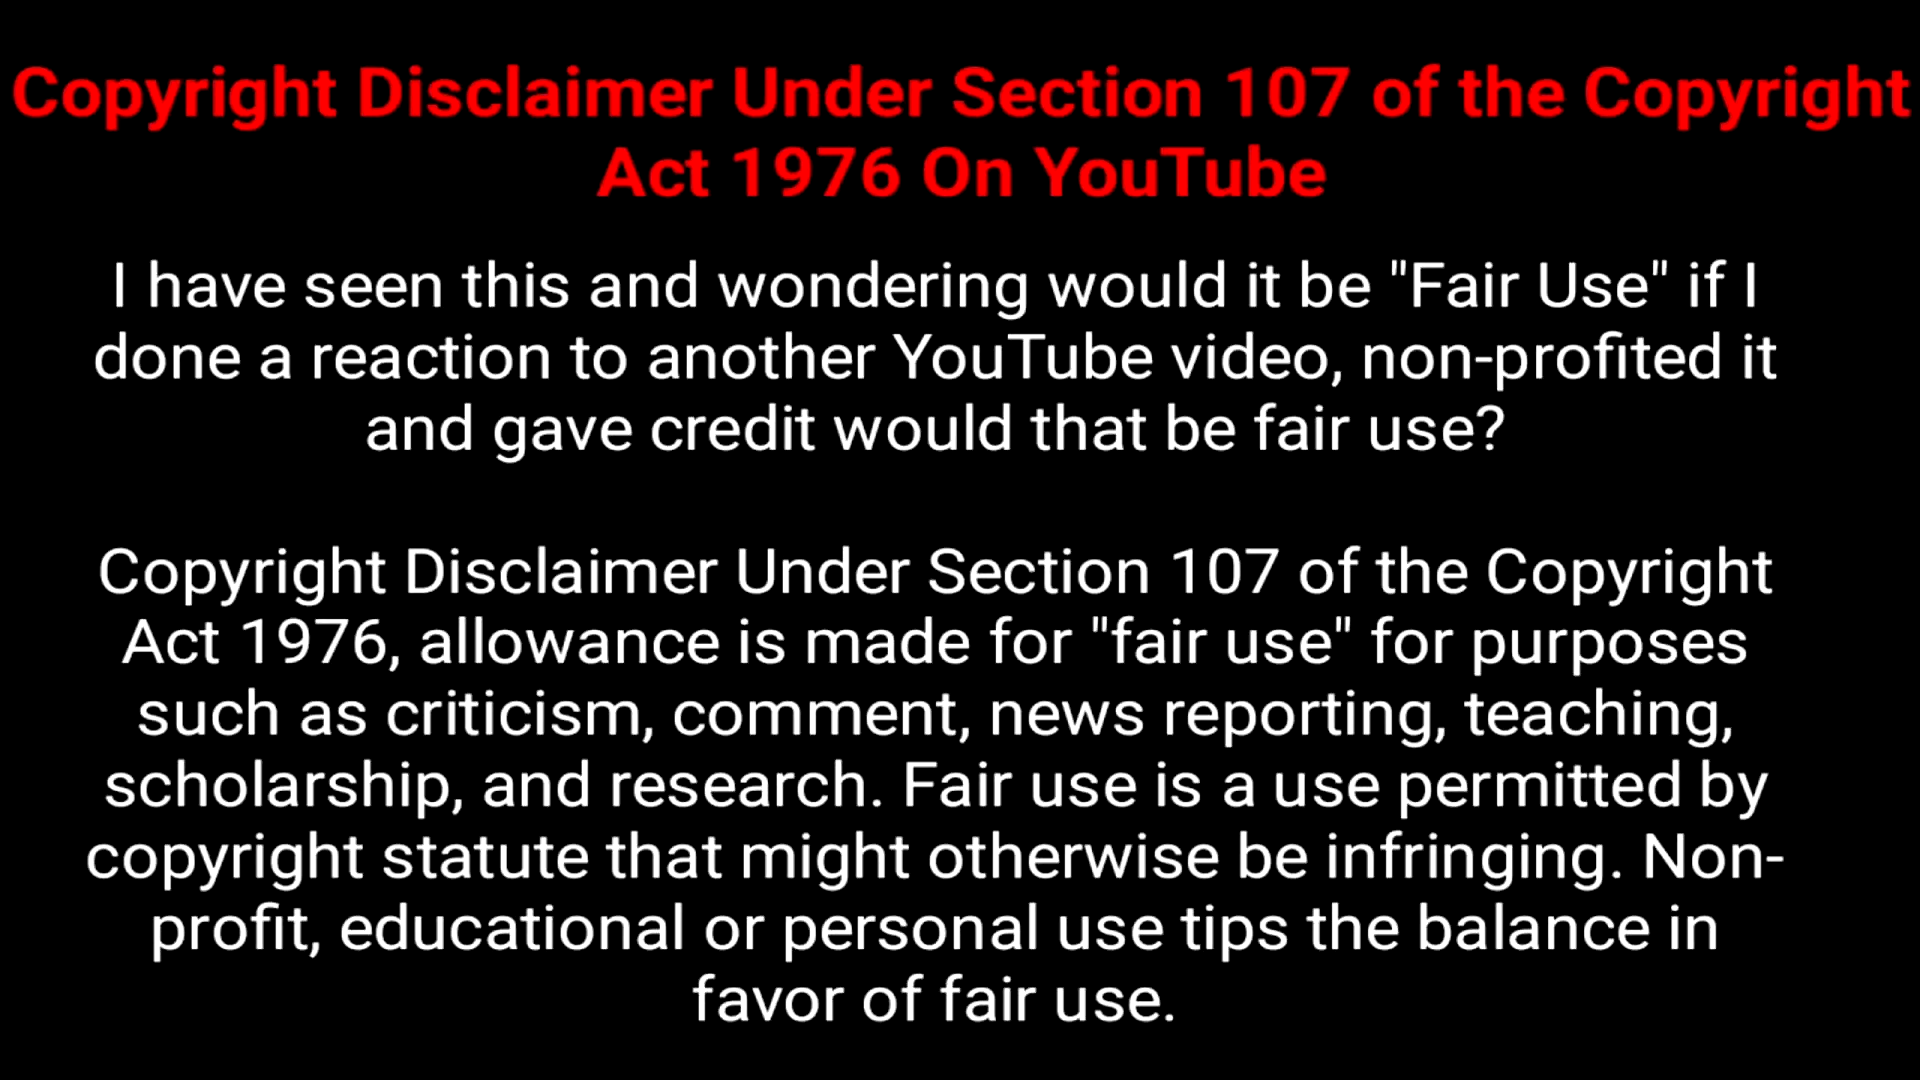 Copyright Disclaimer Under Section 107 of the Copyright
Act 1976 On YouTube
I have seen this and wondering would it be "Fair Use" if I
done a reaction to another YouTube video, non-profited it
and gave credit would that be fair use?
Copyright Disclaimer Under Section 107 of the Copyright
Act 1976, allowance is made for "fair use" for purposes
such as criticism, comment, news reporting, teaching,
scholarship, and research. Fair use is a use permitted by
copyright statute that might otherwise be infringing. Non-
profit, educational or personal use tips the balance in
favor of fair use.